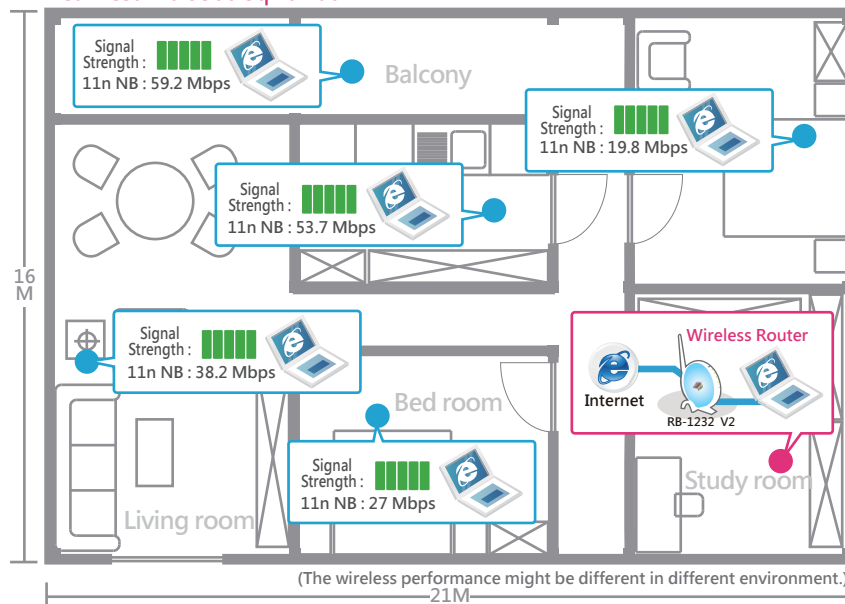 Signal
Strength :
11n NB : 59.2 Mbps
Balcony
Signal
Strength :
11n NB : 19.8 Mbps
Signal
Strength :
11n NB : 53.7 Mbps
16
M
Signal
Strength :
11n NB : 38.2 Mbps
Wireless Router
Internet
RB-1232 V2
Bed room
Signal
Strength :
11n NB : 27 Mbps
Study room
Living room
(The wireless performance might be different in different environment.)
21M